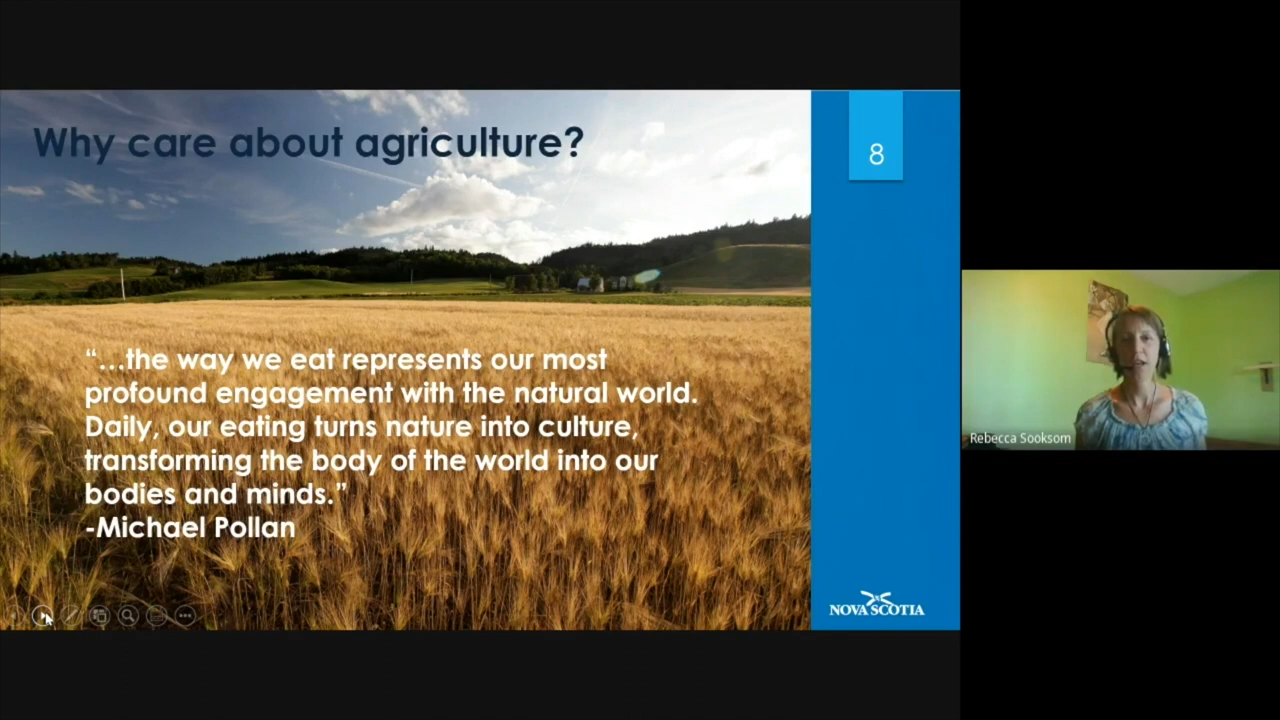 Why care about agriculture?
8
“...the way we eat represents our most
profound engagement with the natural world.
Daily, our eating turns nature into culture,
transforming the body of the world into our
bodies and minds.”
-Michael Pollan
NOVA SCOTIA
Rebecca Sooksom